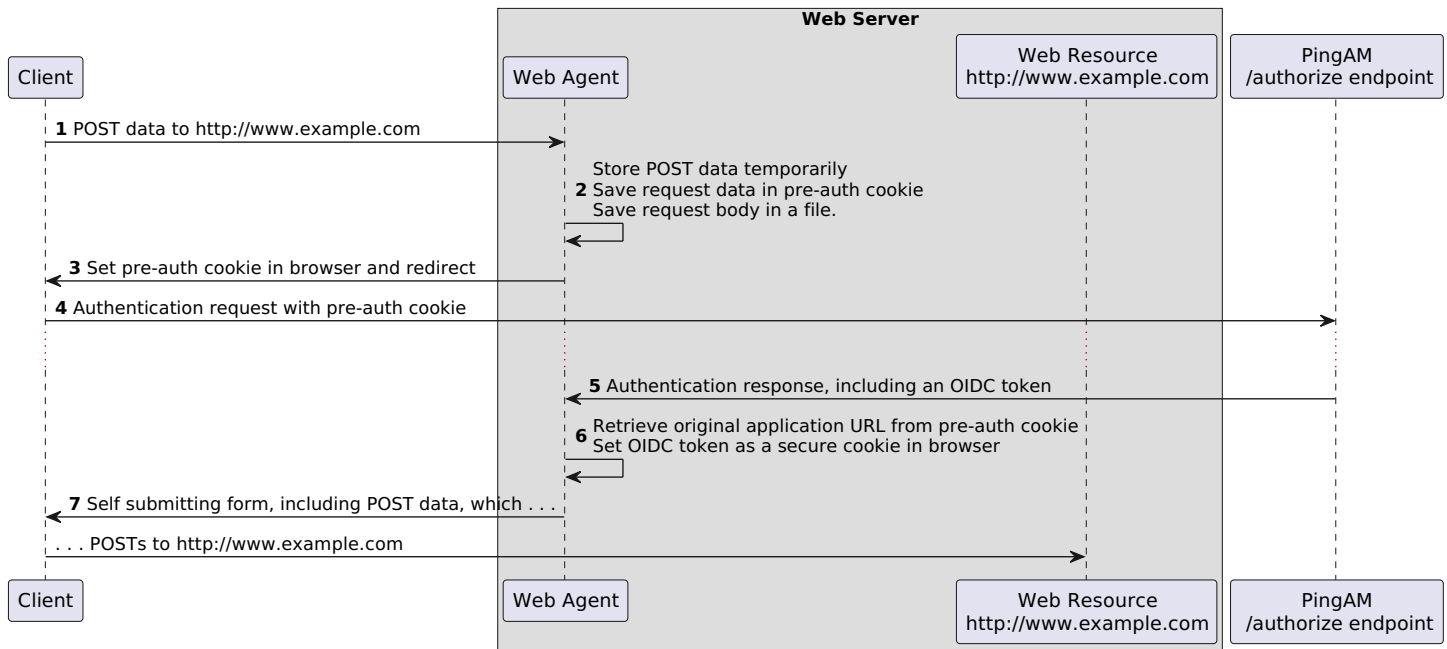 Web Server
Client
Web Agent
Web Resource
http://www.example.com
PingAM
/authorize endpoint
1 POST data to http://www.example.com
Store POST data temporarily
2 Save request data in pre-auth cookie
Save request body in a file.
3 Set pre-auth cookie in browser and redirect
4 Authentication request with pre-auth cookie
5 Authentication response, including an OIDC token
6 Retrieve original application URL from pre-auth cookie
Set OIDC token as a secure cookie in browser
7 Self submitting form, including POST data, which . . .
. . . POSTs to http://www.example.com
Client
Web Agent
Web Resource
http://www.example.com
PingAM
/authorize endpoint